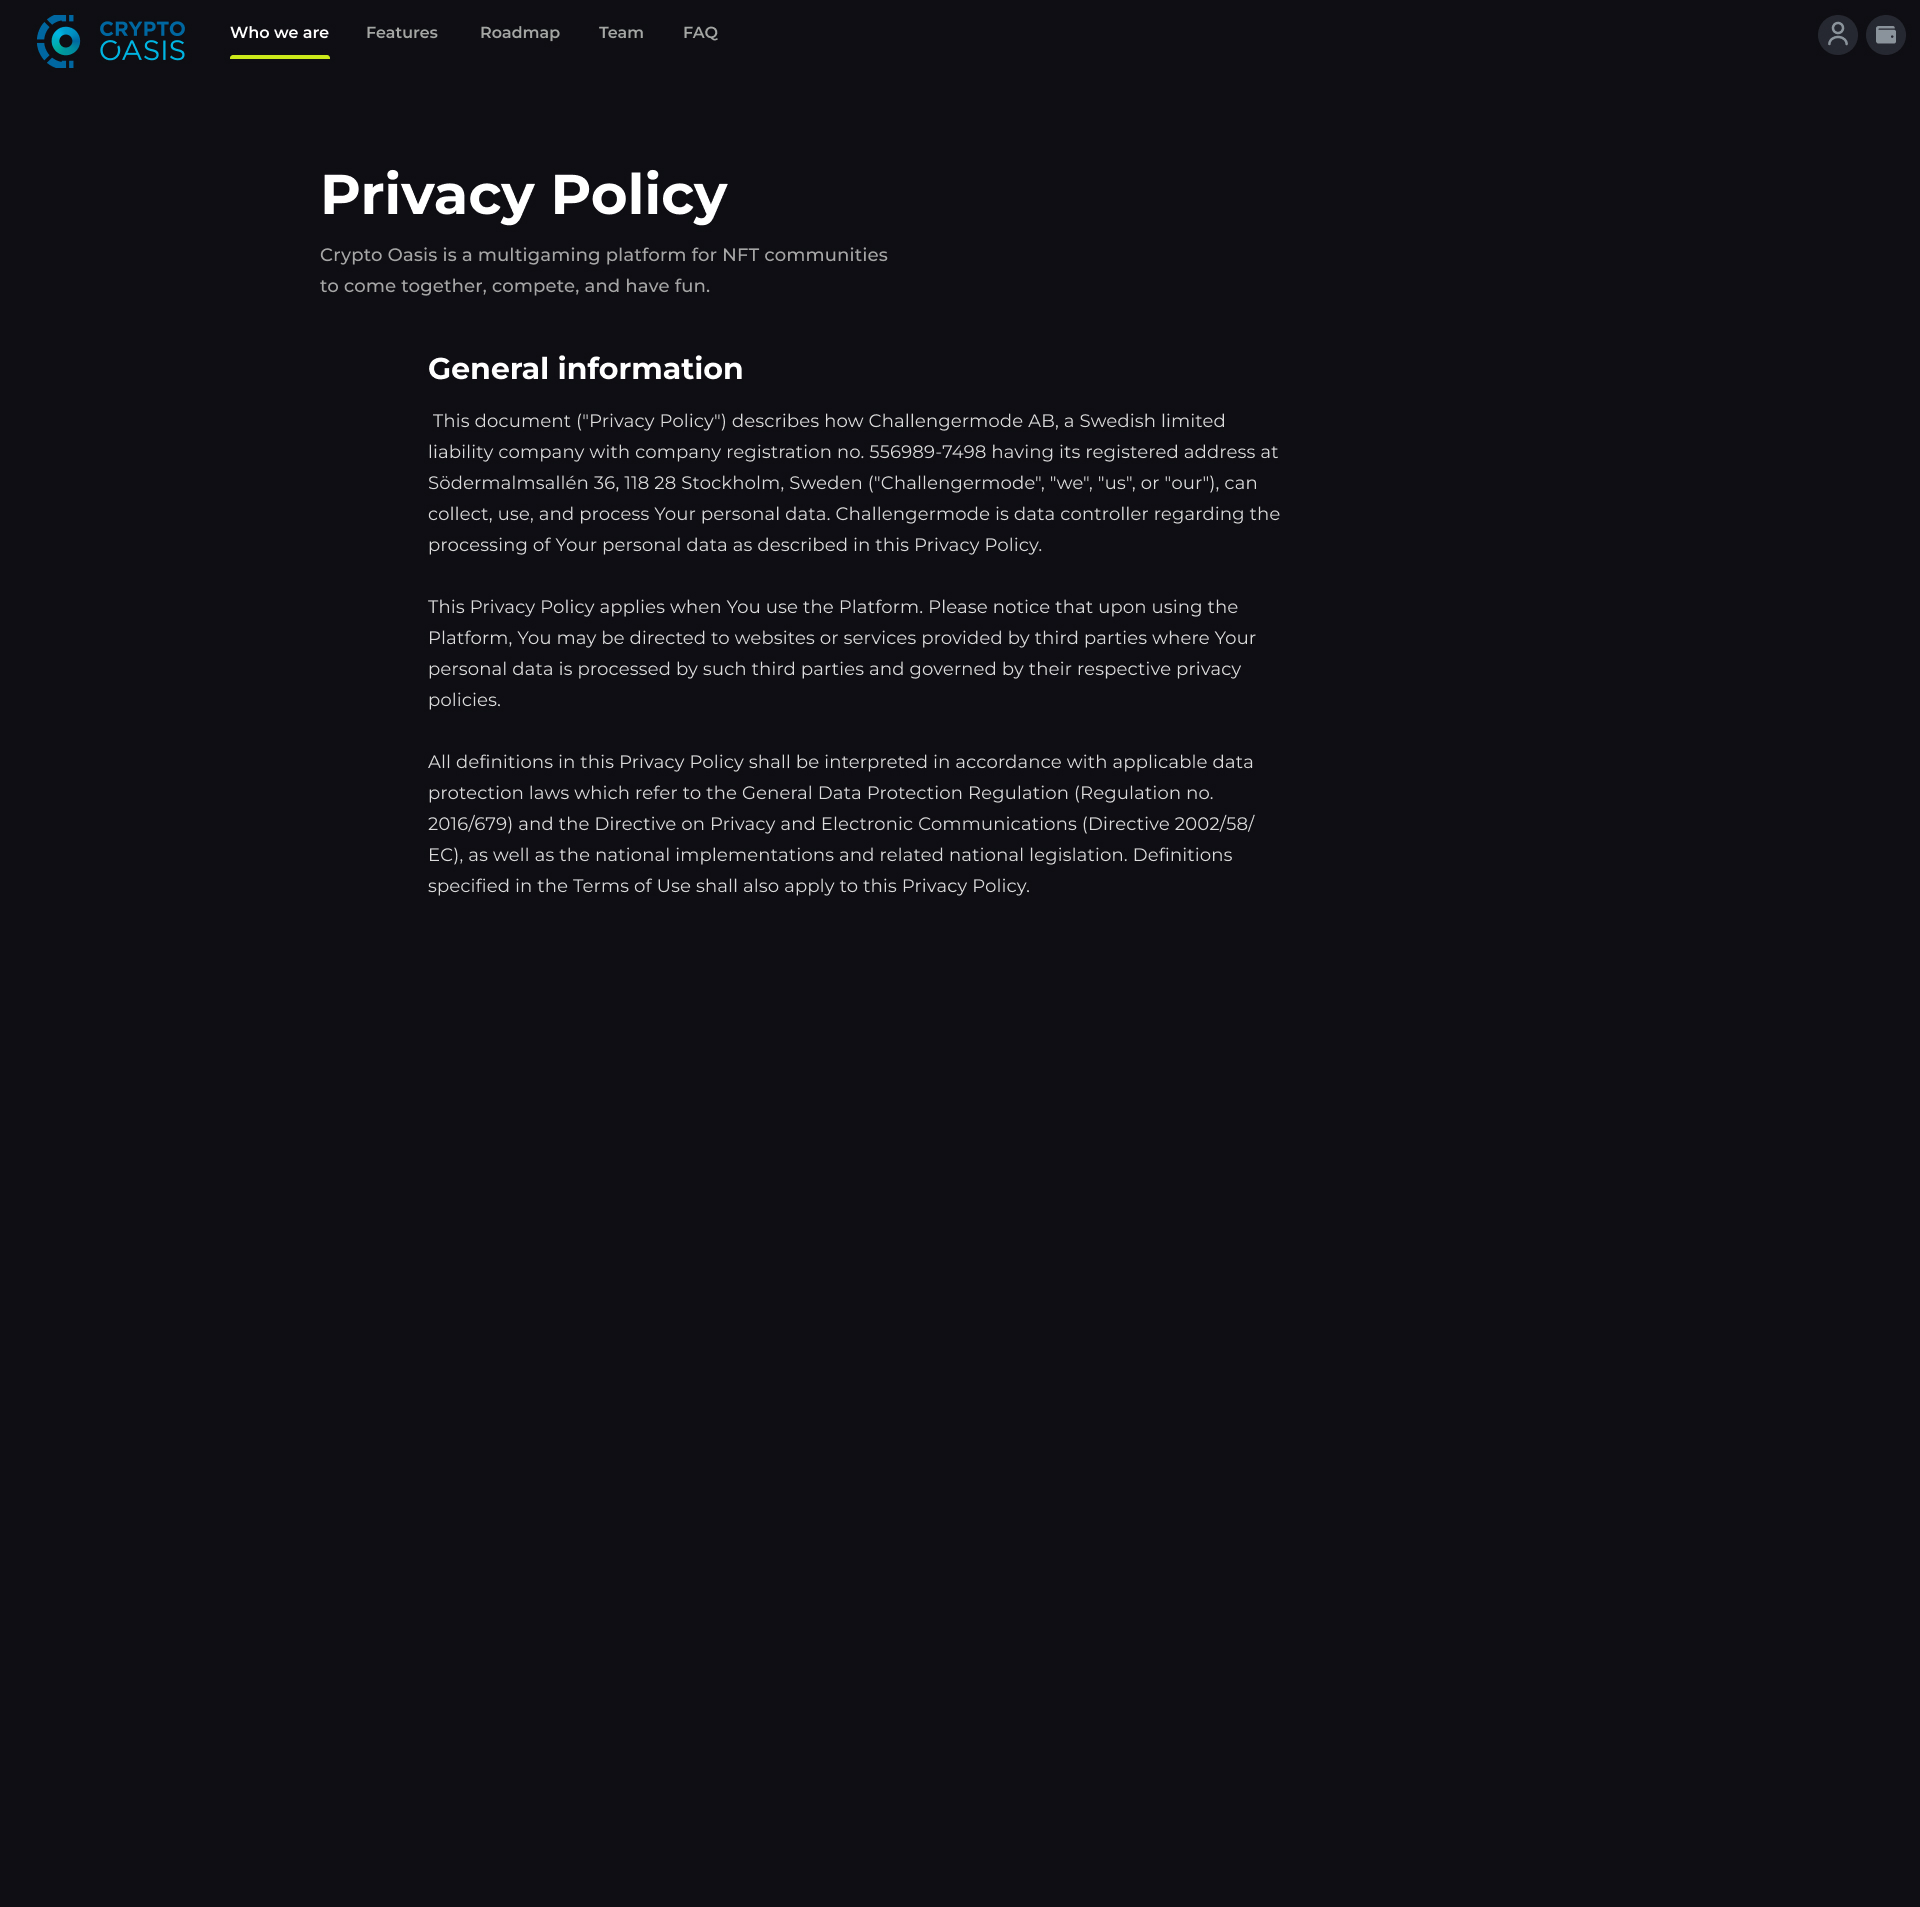 CRYPTO
OASIS
Who we are
Features
Roadmap
Team
FAQ
Privacy Policy
Crypto Oasis is a multigaming platform for NFT communities
to come together, compete, and have fun.
General information
This document ("Privacy Policy") describes how Challengermode AB, a Swedish limited
liability company with company registration no. 556989-7498 having its registered address at
Södermalmsallén 36, 118 28 Stockholm, Sweden ("Challengermode", "we", "us", or "our"), can
collect, use, and process Your personal data. Challengermode is data controller regarding the
processing of Your personal data as described in this Privacy Policy.
This Privacy Policy applies when You use the Platform. Please notice that upon using the
Platform, You may be directed to websites or services provided by third parties where Your
personal data is processed by such third parties and governed by their respective privacy
policies.
All definitions in this Privacy Policy shall be interpreted in accordance with applicable data
protection laws which refer to the General Data Protection Regulation (Regulation no.
2016/679) and the Directive on Privacy and Electronic Communications (Directive 2002/58/
EC), as well as the national implementations and related national legislation. Definitions
specified in the Terms of Use shall also apply to this Privacy Policy.